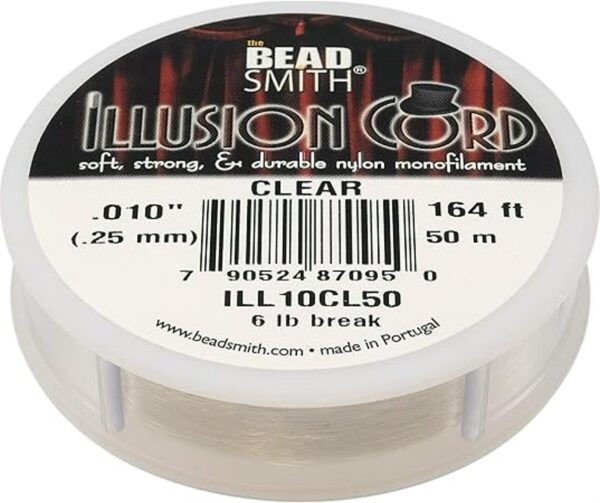 the
BEAD
SMITH®
ILLUSION CORD
soft, strong, & durable nylon monofilament
CLEAR
.010" 164 ft
(.25 mm) 50 m
7 90524 87095 0
ILL10CL50
6 lb break
www.beadsmith.com • made in Portugal